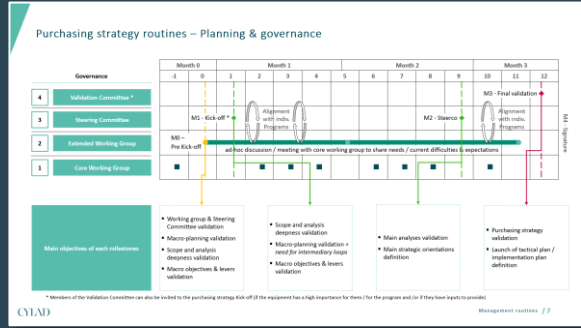 Purchasing strategy routines – Planning & governance
Month 0 Month 1 Month 2 Month 3
Governance -1 0 1 2 3 4 5 6 7 8 9 10 11 12
4 Validation Committee *
M3 - Final validation
3 Steering Committee
M1 - Kick-off *
Alignment
with indiv.
Programs
M2 - Steerco
Alignment
with indiv.
Programs
M4 - Signature
2 Extended Working Group
M0 –
Pre Kick-off
ad-hoc discussion / meeting with core working group to share needs / current difficulties & expectations
1 Core Working Group
Main objectives of each milestones
▪ Working group & Steering
Committee validation
▪ Macro-planning validation
▪ Scope and analysis
deepness validation
▪ Macro objectives & levers
validation
▪ Scope and analysis
deepness validation
▪ Macro-planning validation +
need for intermediary loops
▪ Macro objectives & levers
validation
▪ Main analyses validation
▪ Main strategic orientations
definition
▪ Purchasing strategy
validation
▪ Launch of tactical plan /
implementation plan
definition
* Members of the Validation Committee can also be invited to the purchasing strategy Kick-off (if the equipment has a high importance for them / for the program and /or if they have inputs to provide)
CYLAD
Management routines / 7